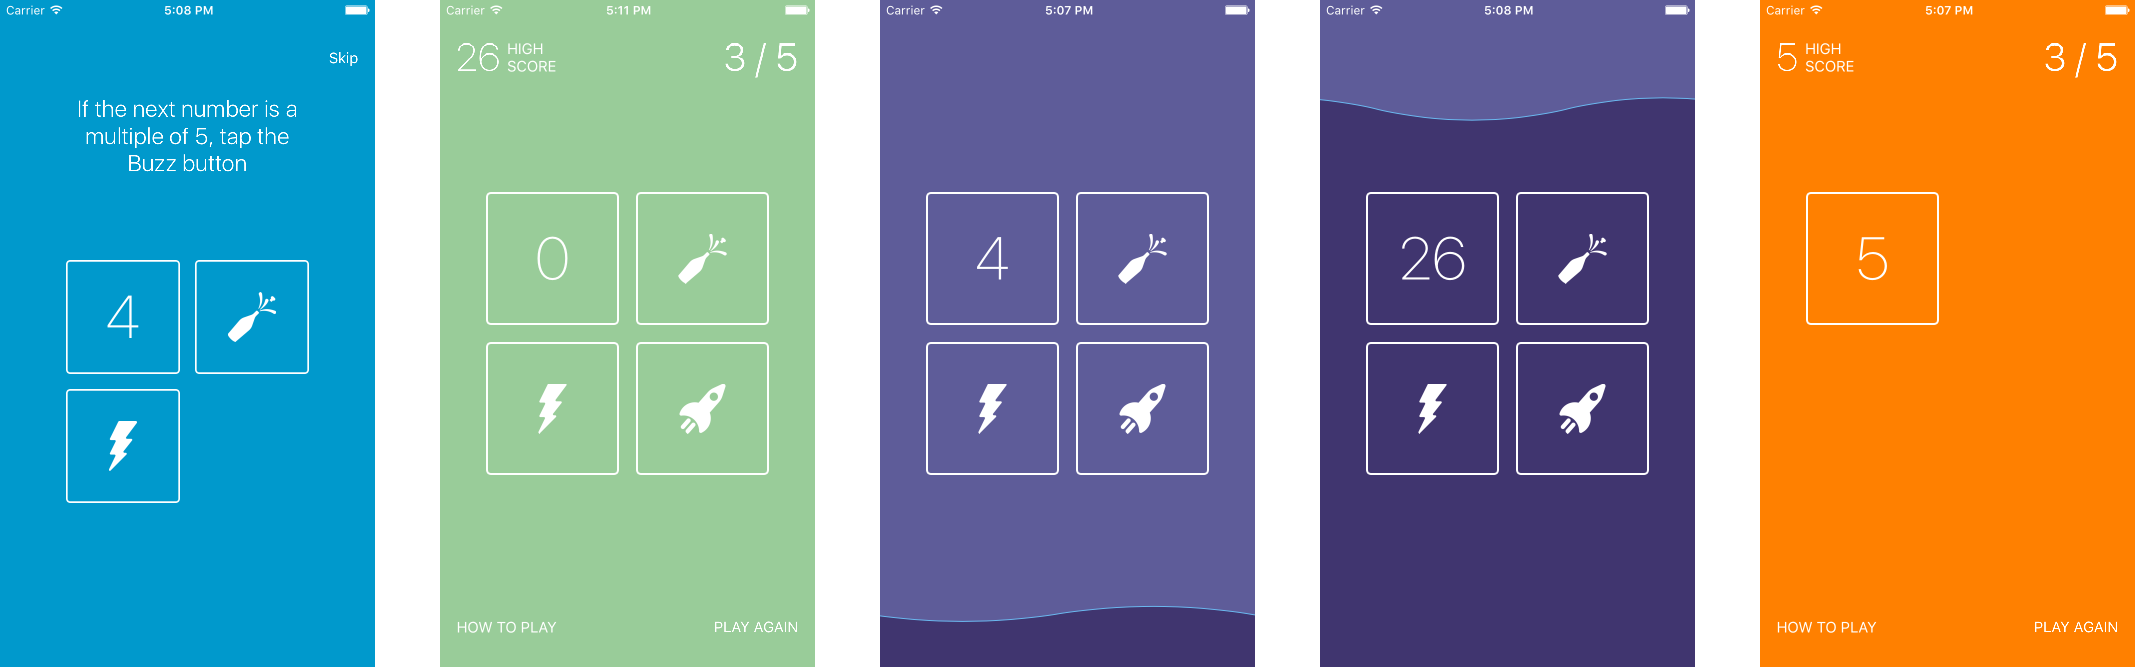 Carrier 5:08 PM
Skip
If the next number is a
multiple of 5, tap the
Buzz button
4
Carrier 5:11 PM
26 HIGH
SCORE
3 / 5
0
HOW TO PLAY
PLAY AGAIN
Carrier 5:07 PM
4
Carrier 5:08 PM
26
Carrier 5:07 PM
5 HIGH
SCORE
3 / 5
5
HOW TO PLAY
PLAY AGAIN